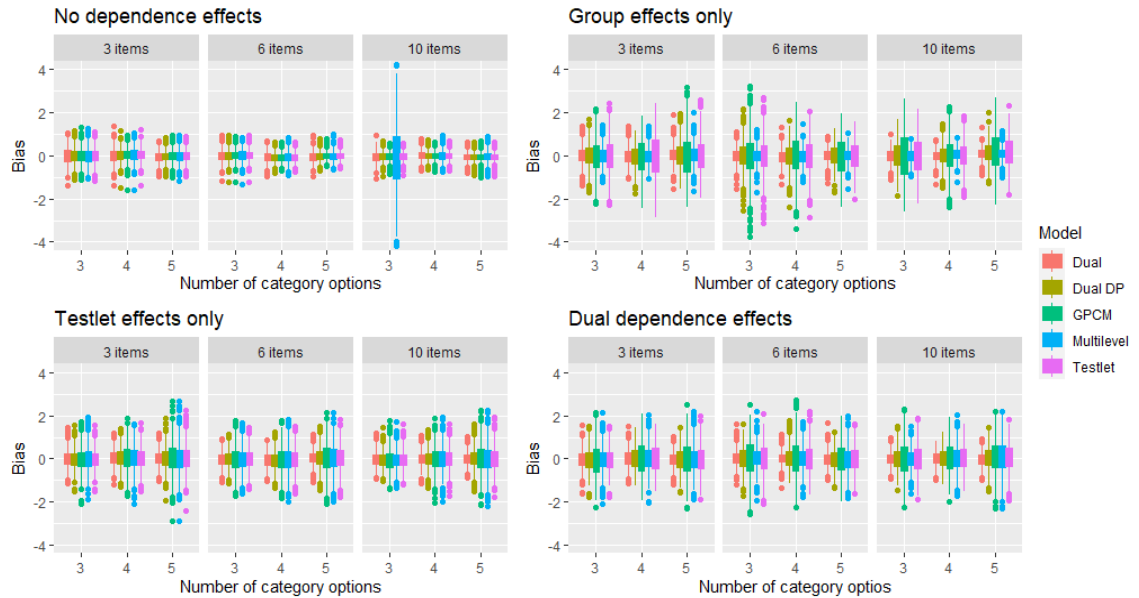 No dependence effects
3 items 6 items 10 items
4
2
0
-2
-4
Bias
3 4 5 3 4 5 3 4 5
Number of category options
Group effects only
3 items 6 items 10 items
4
2
0
-2
-4
Bias
3 4 5 3 4 5 3 4 5
Number of category options
Testlet effects only
3 items 6 items 10 items
4
2
0
-2
-4
Bias
3 4 5 3 4 5 3 4 5
Number of category options
Dual dependence effects
3 items 6 items 10 items
4
2
0
-2
-4
Bias
3 4 5 3 4 5 3 4 5
Number of category options
Model
Dual
Dual DP
GPCM
Multilevel
Testlet